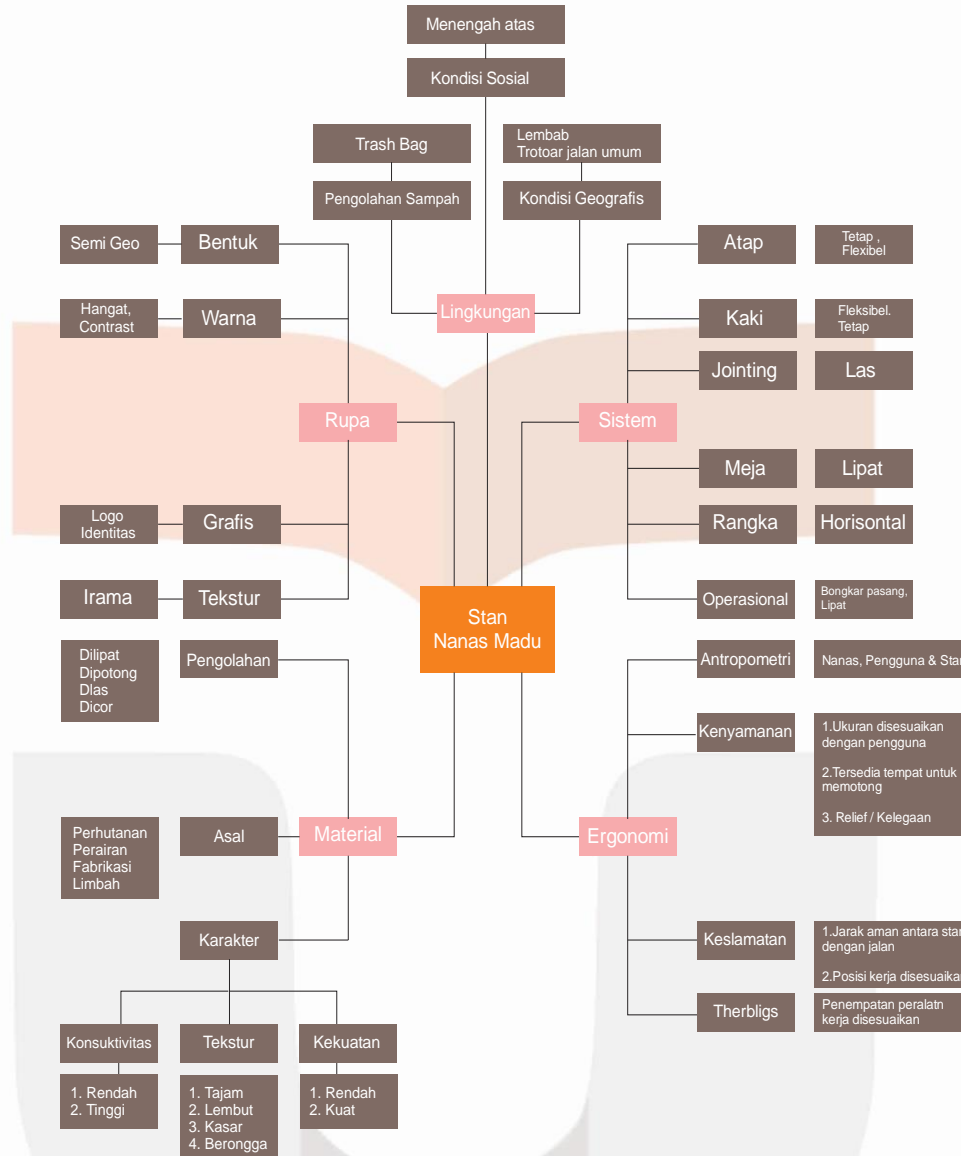 Menengah atas
Kondisi Sosial
Trash Bag
Pengolahan Sampah
Lembab
Trotoar jalan umum
Kondisi Geografis
Lingkungan
Semi Geo
Bentuk
Hangat,
Contrast
Warna
Rupa
Logo
Identitas
Grafis
Irama
Tekstur
Atap
Tetap ,
Flexibel
Kaki
Fleksibel.
Tetap
Jointing
Las
Sistem
Meja
Lipat
Rangka
Horisontal
Operasional
Bongkar pasang,
Lipat
Stan
Nanas Madu
Dilipat
Dipotong
Dlas
Dicor
Pengolahan
Perhutanan
Perairan
Fabrikasi
Limbah
Asal
Material
Karakter
Konsuktivitas
Tekstur
Kekuatan
1. Rendah
2. Tinggi
1. Tajam
2. Lembut
3. Kasar
4. Berongga
1. Rendah
2. Kuat
Antropometri
Nanas, Pengguna & Stan
Kenyamanan
1.Ukuran disesuaikan
dengan pengguna
2.Tersedia tempat untuk
memotong
3. Relief / Kelegaan
Ergonomi
Keslamatan
1.Jarak aman antara stan
dengan jalan
2.Posisi kerja disesuaikan
Therbligs
Penempatan peralatn
kerja disesuaikan